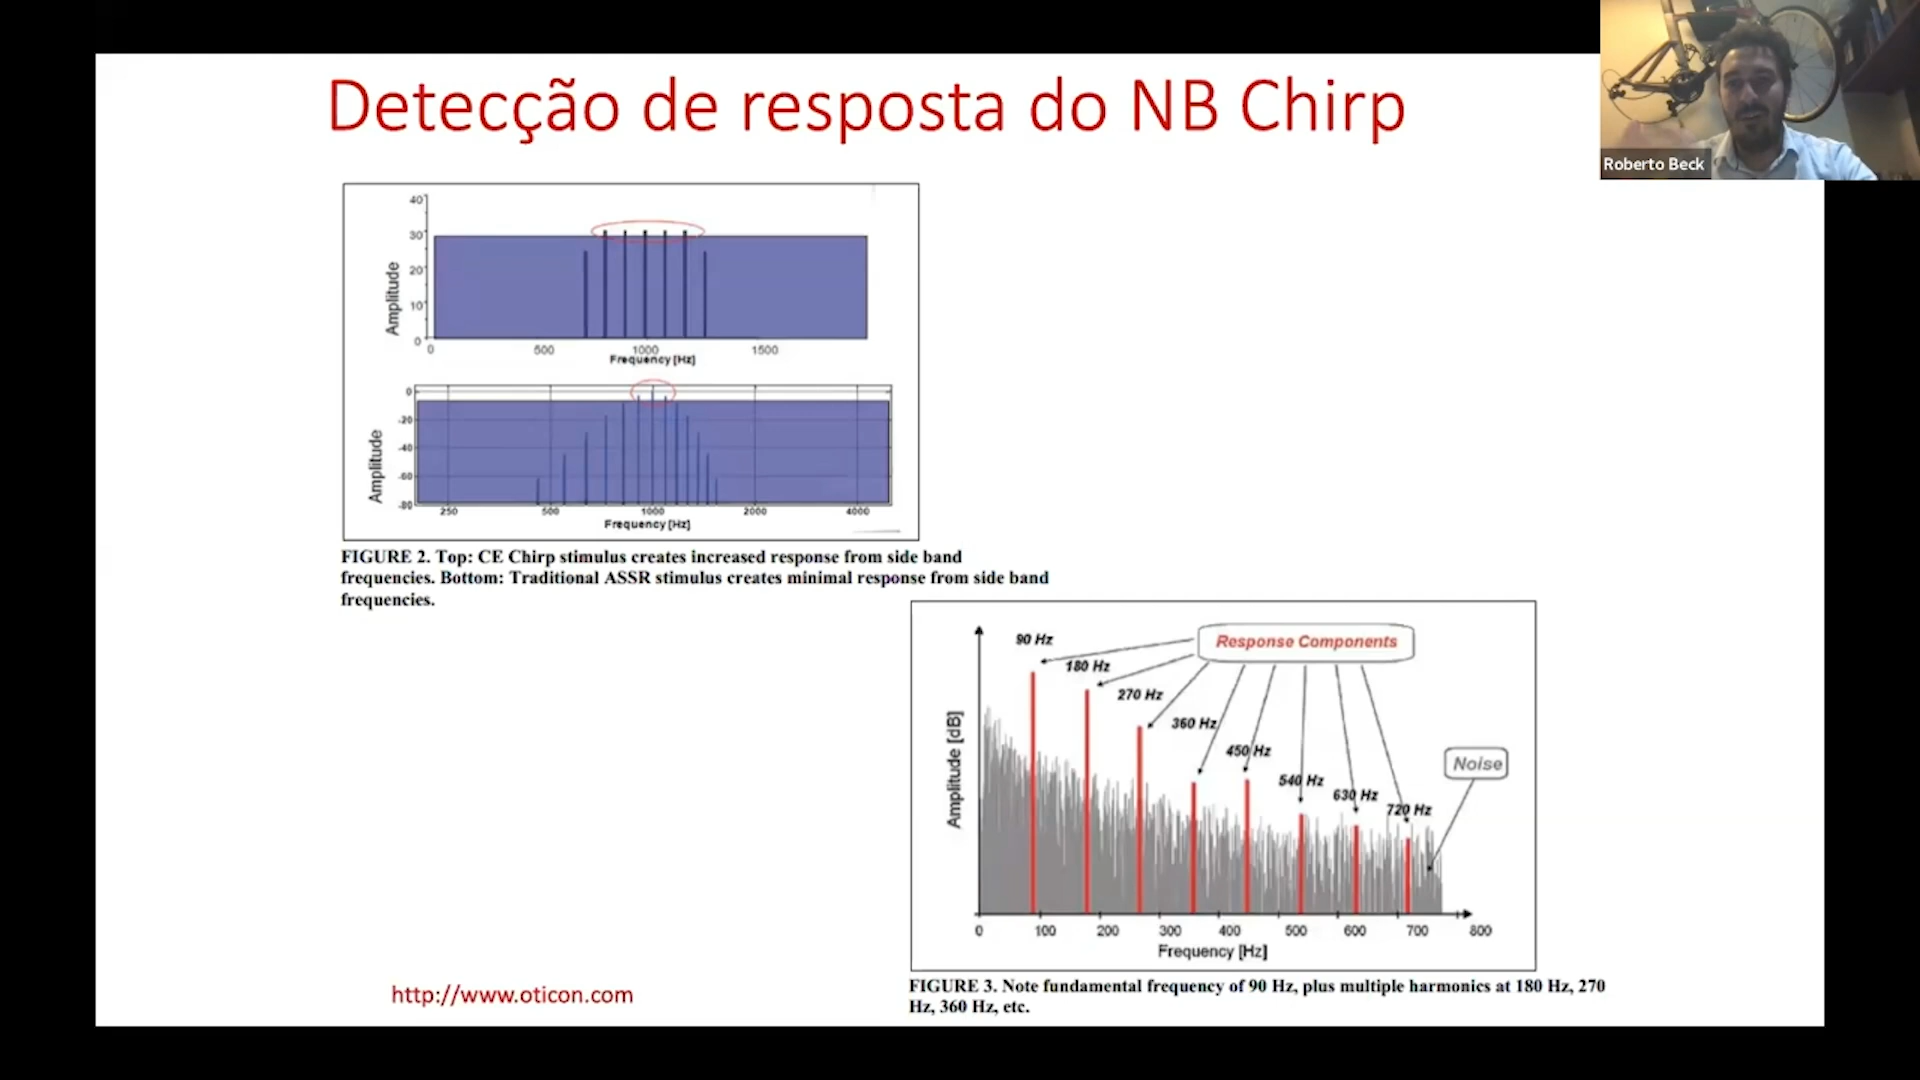 Detecção de resposta do NB Chirp
Roberto Beck
40
30
20
10
0
Amplitude
0 500 1000 1500
Frequency [Hz]
0
-20
-40
-60
-80
Amplitude
250 500 1000 2000 4000
Frequency [Hz]
FIGURE 2. Top: CE Chirp stimulus creates increased response from side band
frequencies. Bottom: Traditional ASSR stimulus creates minimal response from side band
frequencies.
Response Components
90 Hz
180 Hz
270 Hz
360 Hz
450 Hz
540 Hz
630 Hz
720 Hz
Noise
Amplitude [dB]
0 100 200 300 400 500 600 700 800
Frequency [Hz]
FIGURE 3. Note fundamental frequency of 90 Hz, plus multiple harmonics at 180 Hz, 270
Hz, 360 Hz, etc.
http://www.oticon.com